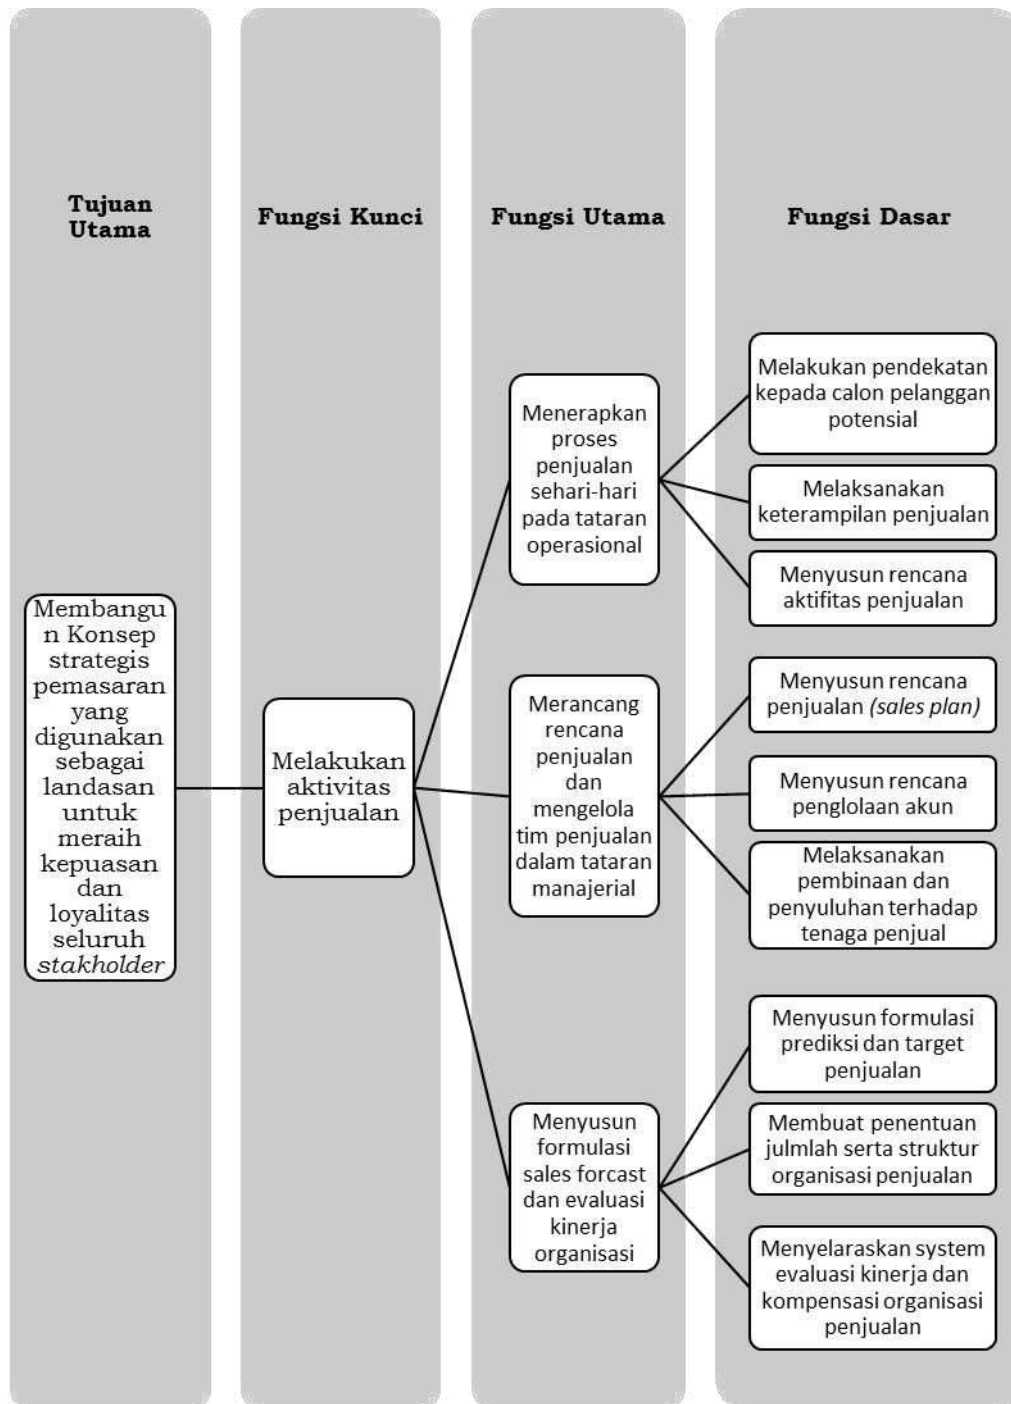 Tujuan
Utama
Fungsi Kunci
Fungsi Utama
Fungsi Dasar
Membangu
n Konsep
strategis
pemasaran
yang
digunakan
sebagai
landasan
untuk
meraih
kepuasan
dan
loyalitas
seluruh
stakholder
Melakukan
aktivitas
penjualan
Menerapkan
proses
penjualan
sehari-hari
pada tataran
operasional
Melakukan pendekatan
kepada calon pelanggan
potensial
Melaksanakan
keterampilan penjualan
Menyusun rencana
aktifitas penjualan
Merancang
rencana
penjualan
dan
mengelola
tim penjualan
dalam tataran
manajerial
Menyusun rencana
penjualan (sales plan)
Menyusun rencana
penglolaan akun
Melaksanakan
pembinaan dan
penyuluhan terhadap
tenaga penjual
Menyusun
formulasi
sales forcast
dan evaluasi
kinerja
organisasi
Menyusun formulasi
prediksi dan target
penjualan
Membuat penentuan
julmlah serta struktur
organisasi penjualan
Menyelaraskan system
evaluasi kinerja dan
kompensasi organisasi
penjualan